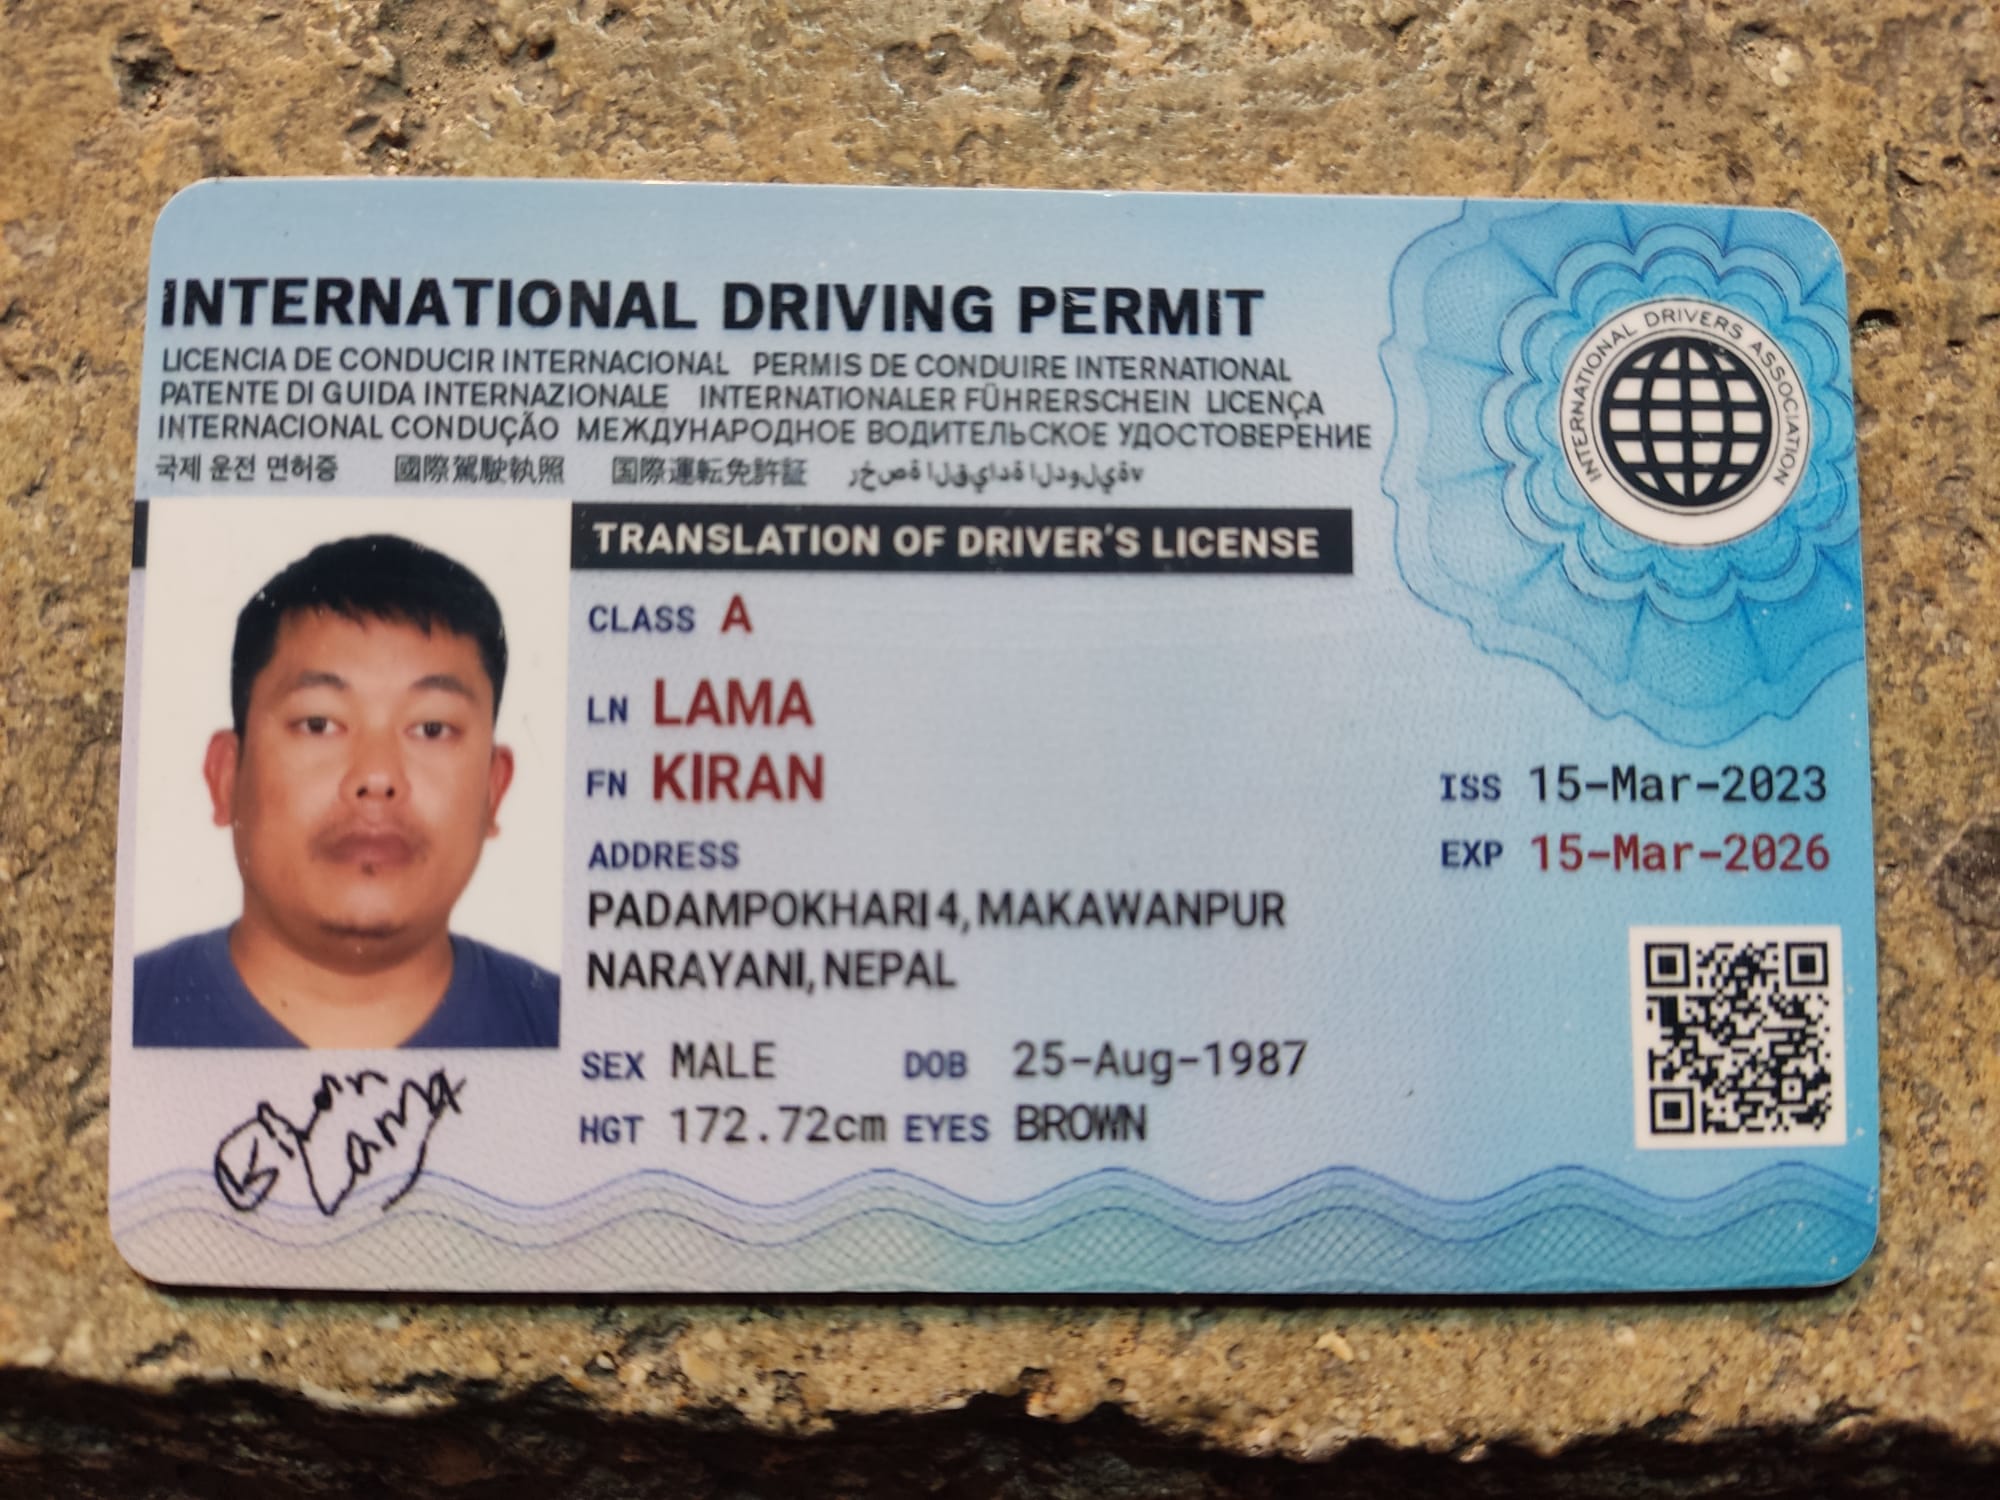 INTERNATIONAL DRIVING PERMIT
LICENCIA DE CONDUCIR INTERNACIONAL PERMIS DE CONDUIRE INTERNATIONAL
PATENTE DI GUIDA INTERNAZIONALE INTERNATIONALER FÜHRERSCHEIN LICENÇA
INTERNACIONAL CONDUÇÃO МЕЖДУНАРОДНОЕ ВОДИТЕЛЬСКОЕ УДОСТОВЕРЕНИЕ
국제 운전 면허증 國際駕駛執照 国際運転免許証 رخصة القيادة الدولية
INTERNATIONAL DRIVERS ASSOCIATION
TRANSLATION OF DRIVER'S LICENSE
CLASS A
LN LAMA
FN KIRAN
ISS 15-Mar-2023
EXP 15-Mar-2026
ADDRESS
PADAMPOKHARI 4, MAKAWANPUR
NARAYANI, NEPAL
SEX MALE DOB 25-Aug-1987
HGT 172.72cm EYES BROWN
Kiran
Lama